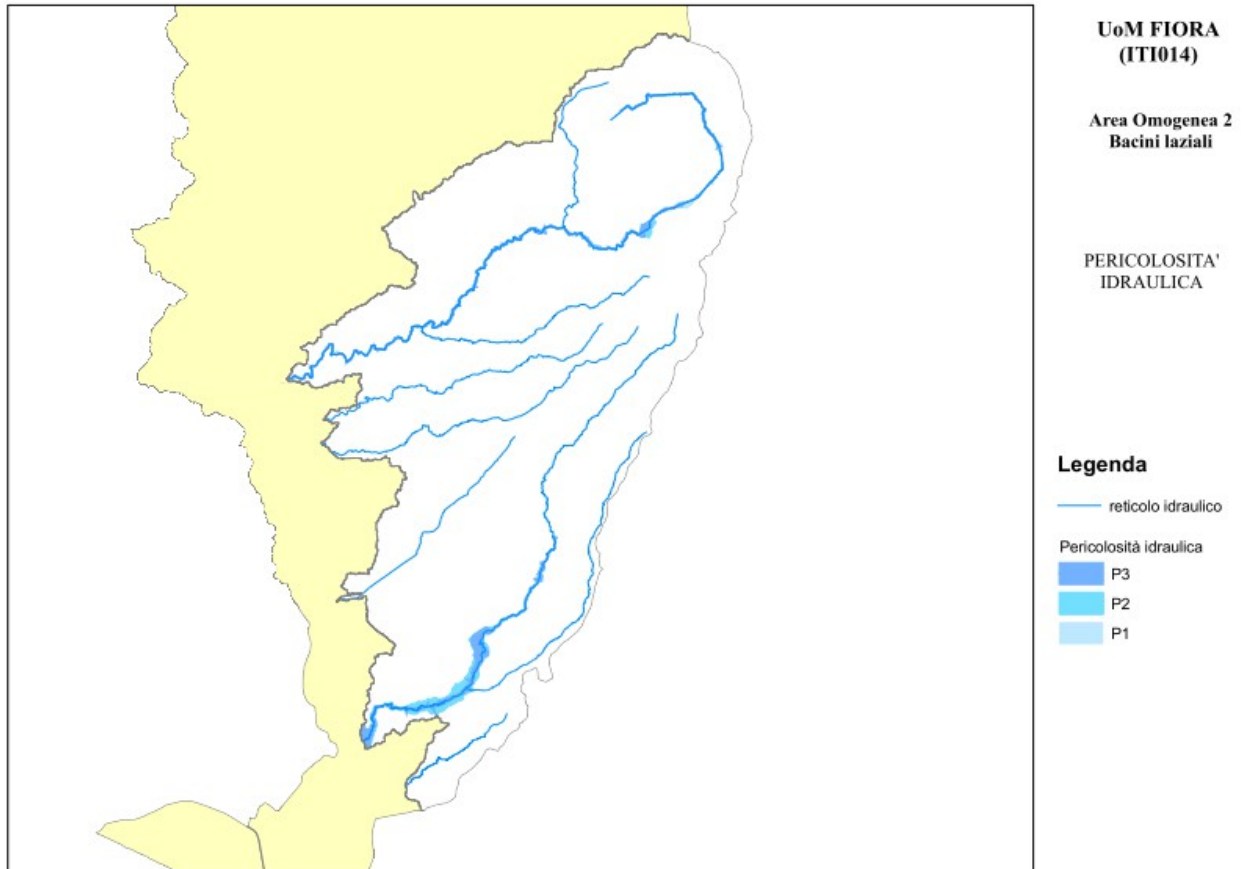 UoM FIORA
(ITI014)
Area Omogenea 2
Bacini laziali
PERICOLOSITA'
IDRAULICA
Legenda
reticolo idraulico
Pericolosità idraulica
P3
P2
P1